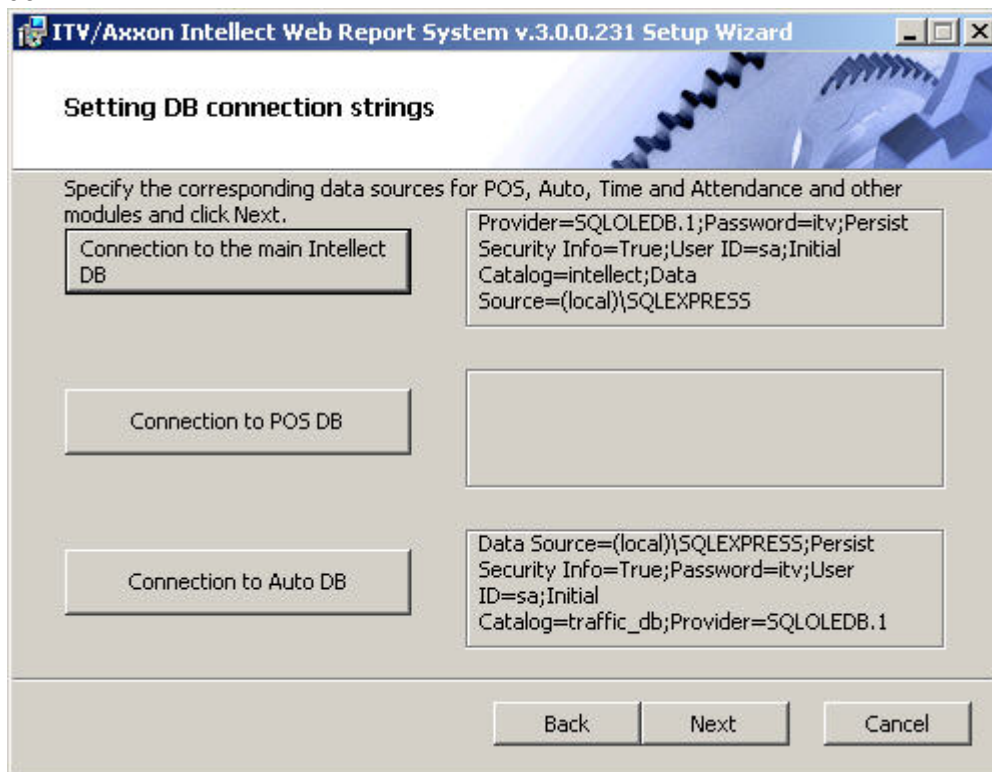 ITV/Axxon Intellect Web Report System v.3.0.0.231 Setup Wizard
Setting DB connection strings
Specify the corresponding data sources for POS, Auto, Time and Attendance and other
modules and click Next.
Connection to the main Intellect
DB
Provider=SQLOLEDB.1;Password=itv;Persist
Security Info=True;User ID=sa;Initial
Catalog=intellect;Data
Source=(local)\SQLEXPRESS
Connection to POS DB
Connection to Auto DB
Data Source=(local)\SQLEXPRESS;Persist
Security Info=True;Password=itv;User
ID=sa;Initial
Catalog=traffic_db;Provider=SQLOLEDB.1
Back
Next
Cancel